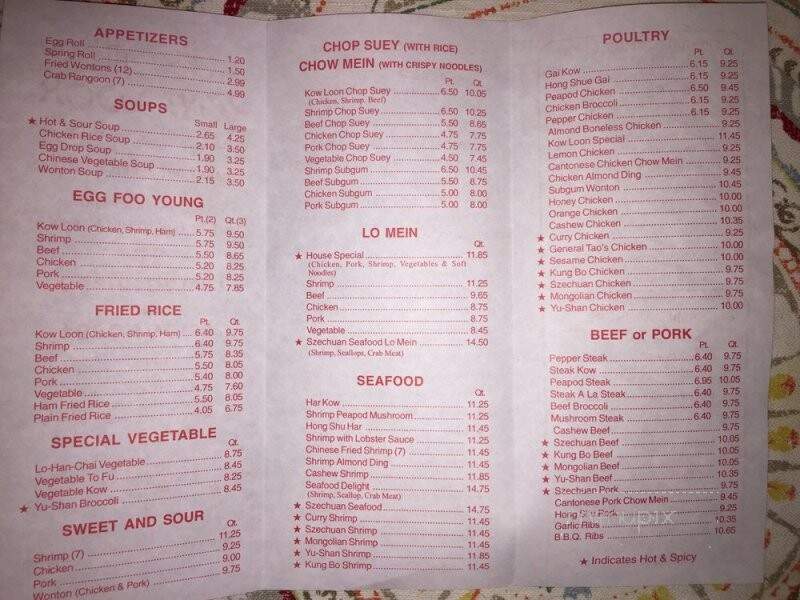 APPETIZERS
Egg Roll 1.20
Spring Roll 1.50
Fried Wontons (12) 2.99
Crab Rangoon (7) 4.99
SOUPS
Small Large
★ Hot & Sour Soup 2.65 4.25
Chicken Rice Soup 2.10 3.50
Egg Drop Soup 1.90 3.25
Chinese Vegetable Soup 1.90 3.25
Wonton Soup 2.15 3.50
EGG FOO YOUNG
Pt.(2) Qt.(3)
Kow Loon (Chicken, Shrimp, Ham) 5.75 9.50
Shrimp 5.75 9.50
Beef 5.50 8.65
Chicken 5.20 8.25
Pork 5.20 8.25
Vegetable 4.75 7.85
FRIED RICE
Pt. Qt.
Kow Loon (Chicken, Shrimp, Ham) 6.40 9.75
Shrimp 6.40 9.75
Beef 5.75 8.35
Chicken 5.50 8.05
Pork 5.40 8.00
Vegetable 4.75 7.60
Ham Fried Rice 5.50 8.05
Plain Fried Rice 4.05 6.75
SPECIAL VEGETABLE
Qt.
Lo-Han-Chai Vegetable 8.75
Vegetable To Fu 8.45
Vegetable Kow 8.25
★ Yu-Shan Broccoli 8.45
SWEET AND SOUR
Qt.
Shrimp (7) 11.25
Chicken 9.25
Pork 9.00
Wonton (Chicken & Pork) 9.75
CHOP SUEY (WITH RICE)
CHOW MEIN (WITH CRISPY NOODLES)
Pt. Qt.
Kow Loon Chop Suey 6.50 10.05
(Chicken, Shrimp, Beef)
Shrimp Chop Suey 6.50 10.25
Beef Chop Suey 5.50 8.65
Chicken Chop Suey 4.75 7.75
Pork Chop Suey 4.75 7.75
Vegetable Chop Suey 4.50 7.45
Shrimp Subgum 6.50 10.45
Beef Subgum 5.50 8.75
Chicken Subgum 5.00 8.00
Pork Subgum 5.00 8.00
LO MEIN
Qt.
★ House Special 11.85
(Chicken, Pork, Shrimp, Vegetables & Soft
Noodles)
Shrimp 11.25
Beef 9.65
Chicken 8.75
Pork 8.75
Vegetable 8.45
★ Szechuan Seafood Lo Mein 14.50
(Shrimp, Scallops, Crab Meat)
SEAFOOD
Qt.
Har Kow 11.25
Shrimp Peapod Mushroom 11.25
Hong Shu Har 11.45
Shrimp with Lobster Sauce 11.25
Chinese Fried Shrimp (7) 11.45
Shrimp Almond Ding 11.45
Cashew Shrimp 11.85
Seafood Delight 14.75
(Shrimp, Scallop, Crab Meat)
★ Szechuan Seafood 14.75
★ Curry Shrimp 11.45
★ Szechuan Shrimp 11.45
★ Mongolian Shrimp 11.45
★ Yu-Shan Shrimp 11.85
★ Kung Bo Shrimp 11.45
POULTRY
Pt. Qt.
Gai Kow 6.15 9.25
Hong Shue Gai 6.15 9.25
Peapod Chicken 6.50 9.45
Chicken Broccoli 6.15 9.25
Pepper Chicken 6.15 9.25
Almond Boneless Chicken 9.25
Kow Loon Special 11.45
Lemon Chicken 9.25
Cantonese Chicken Chow Mein 9.25
Chicken Almond Ding 9.25
Subgum Wonton 10.45
Honey Chicken 9.75
Orange Chicken 9.75
Cashew Chicken 10.35
★ Curry Chicken 9.25
★ General Tao's Chicken 10.00
★ Sesame Chicken 10.00
★ Kung Bo Chicken 9.75
★ Szechuan Chicken 9.75
★ Mongolian Chicken 9.75
★ Yu-Shan Chicken 10.00
BEEF or PORK
Pt. Qt.
Pepper Steak 6.40 9.75
Steak Kow 6.40 9.75
Peapod Steak 6.95 10.05
Steak A La Steak 6.40 9.75
Beef Broccoli 6.40 9.75
Mushroom Steak 6.40 9.75
Cashew Beef 9.75
★ Szechuan Beef 10.05
★ Kung Bo Beef 10.05
★ Mongolian Beef 10.05
★ Yu-Shan Beef 10.35
★ Szechuan Pork 9.75
Cantonese Pork Chow Mein 9.45
Hong Pork
Garlic Ribs 10.35
B.B.Q. Ribs 10.65
★ Indicates Hot & Spicy